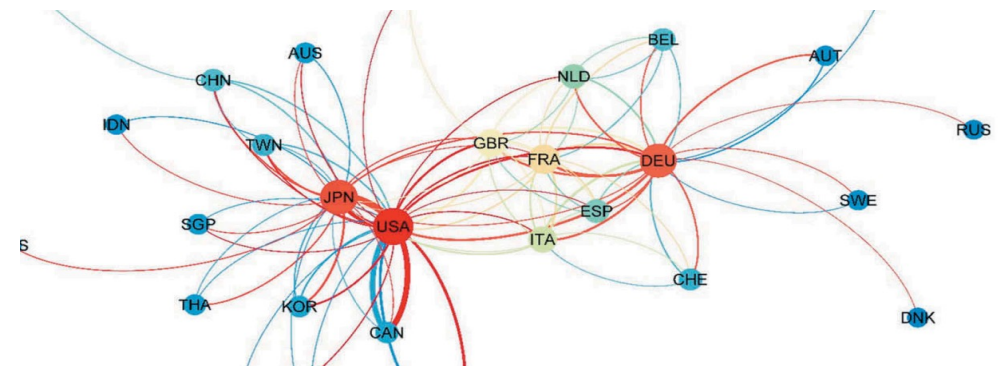 BEL
AUS
AUT
CHN
NLD
IDN
RUS
TWN
GBR
FRA
DEU
JPN
SWE
ESP
SGP
USA
ITA
S
CHE
THA
KOR
DNK
CAN